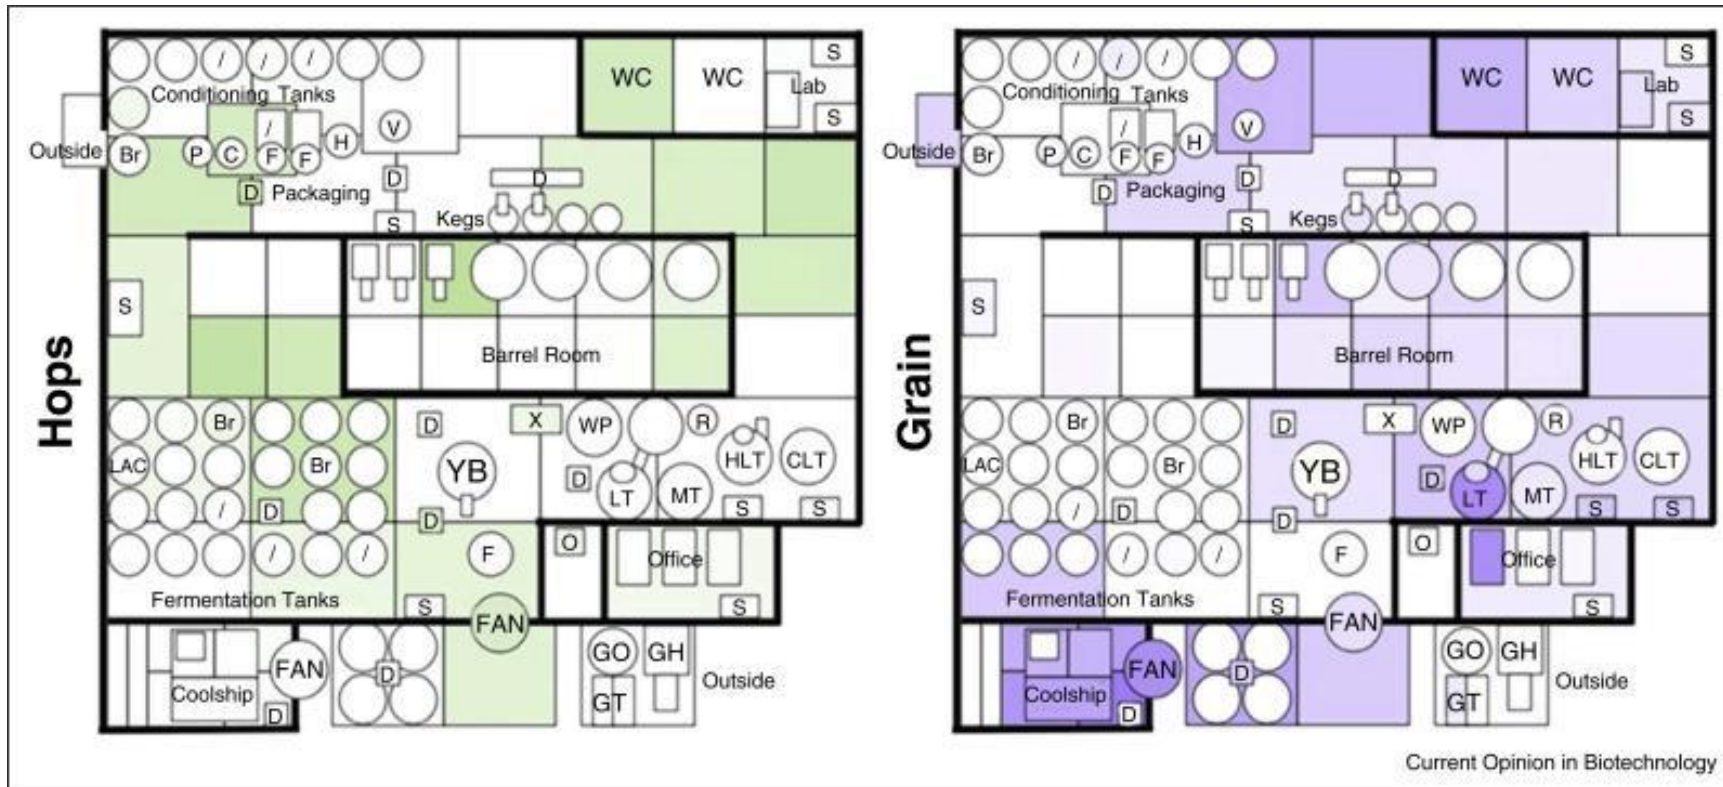 Hops
WC
WC
S
Lab
S
Conditioning Tanks
/
/
/
Outside
Br
P
C
/
F
F
H
V
D
Packaging
D
S
Kegs
D
S
Barrel Room
Br
LAC
Br
/
D
/
/
Fermentation Tanks
D
YB
D
X
WP
R
D
LT
MT
HLT
CLT
S
S
F
S
FAN
O
Office
S
Coolship
D
FAN
D
GO
GH
GT
Outside
Grain
WC
WC
S
Lab
S
Conditioning Tanks
/
/
/
Outside
Br
P
C
/
F
F
H
V
D
Packaging
D
S
Kegs
D
S
Barrel Room
Br
LAC
Br
/
D
/
/
Fermentation Tanks
D
YB
D
X
WP
R
D
LT
MT
HLT
CLT
S
S
F
S
FAN
O
Office
S
Coolship
D
FAN
D
GO
GH
GT
Outside
Current Opinion in Biotechnology